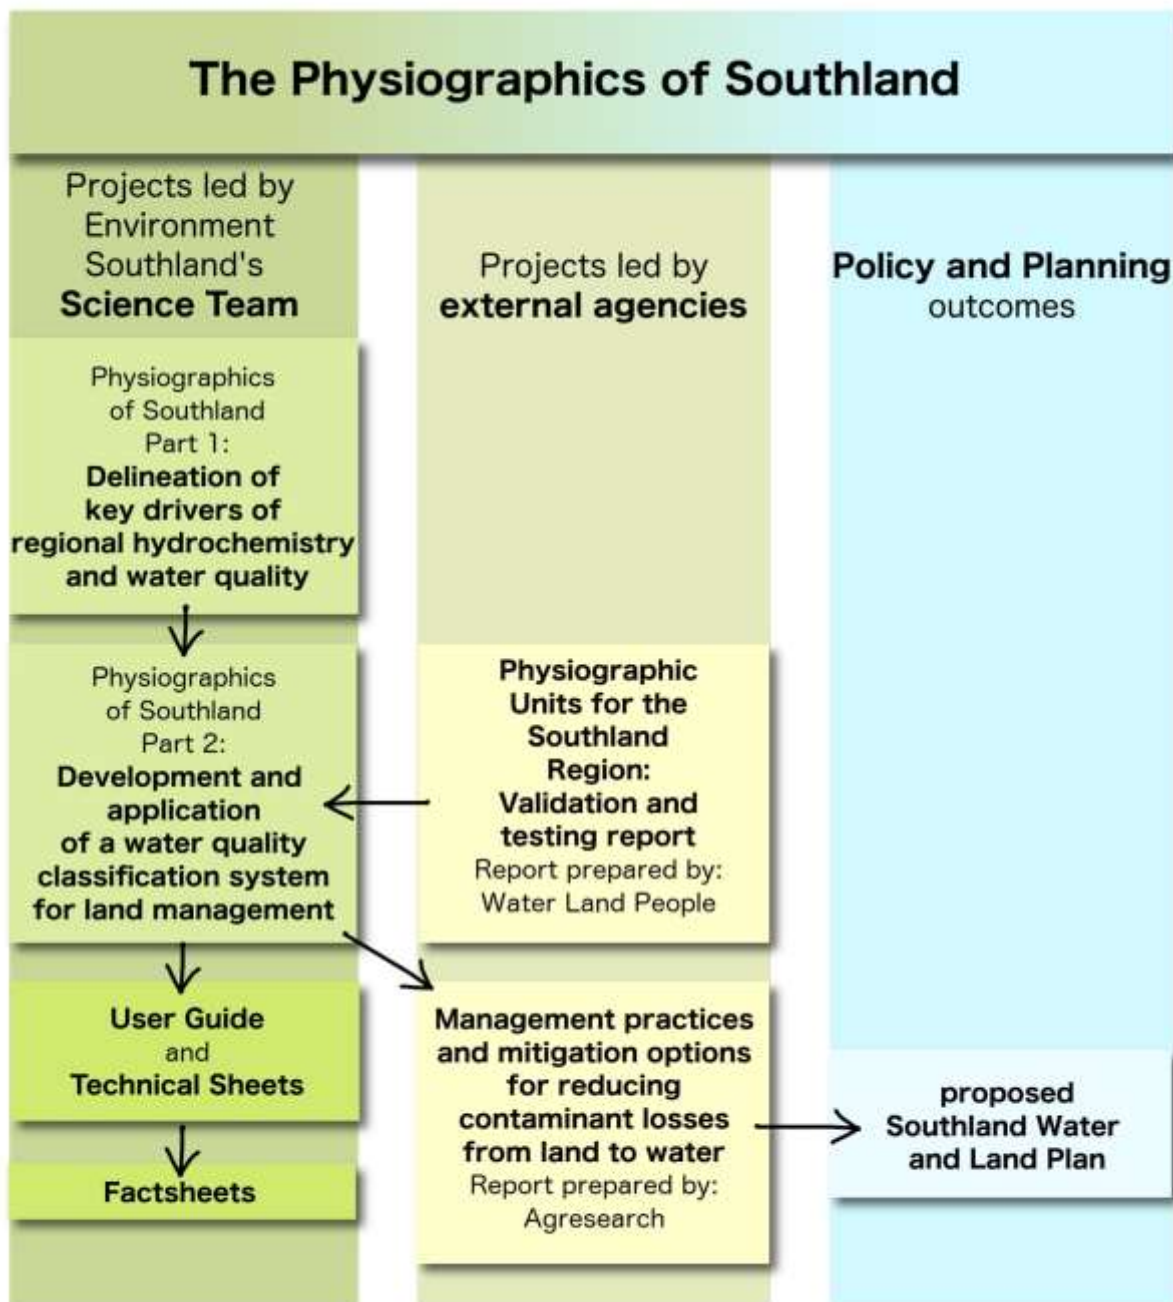 The Physiographics of Southland
Projects led by
Environment
Southland's
Science Team
Physiographics
of Southland
Part 1:
Delineation of
key drivers of
regional hydrochemistry
and water quality
Physiographics
of Southland
Part 2:
Development and
application
of a water quality
classification system
for land management
User Guide
and
Technical Sheets
Factsheets
Projects led by
external agencies
Physiographic
Units for the
Southland
Region:
Validation and
testing report
Report prepared by:
Water Land People
Management practices
and mitigation options
for reducing
contaminant losses
from land to water
Report prepared by:
Agresearch
Policy and Planning
outcomes
proposed
Southland Water
and Land Plan